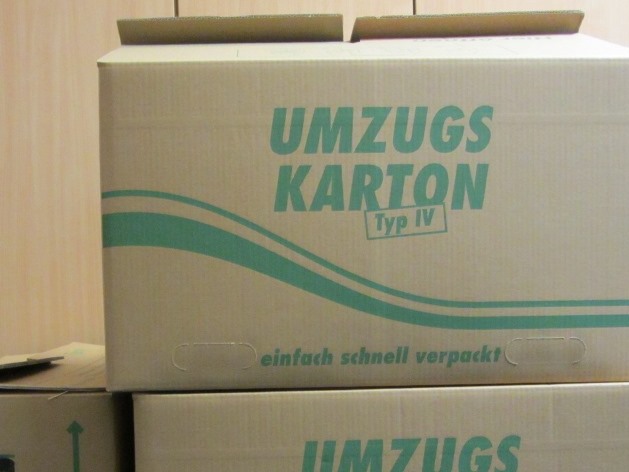 UMZUGS
KARTON
Typ IV
einfach schnell verpackt
UMZUGS